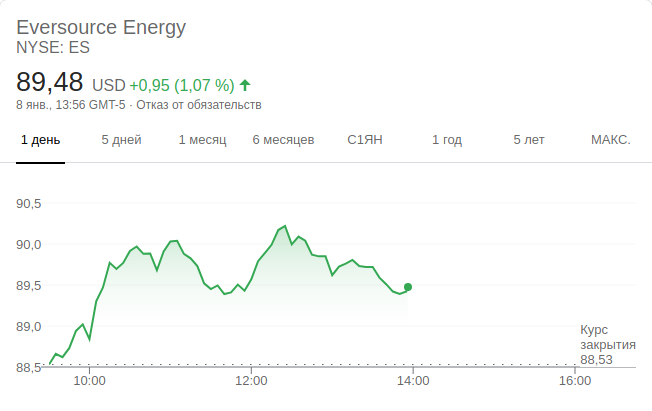 Eversource Energy
NYSE: ES
89,48 USD +0,95 (1,07 %)
8 янв., 13:56 GMT-5 · Отказ от обязательств
1 день 5 дней 1 месяц 6 месяцев С1ЯН 1 год 5 лет МАКС.
90,5
90,0
89,5
89,0
Курс
закрытия
88,53
88,5
10:00 12:00 14:00 16:00